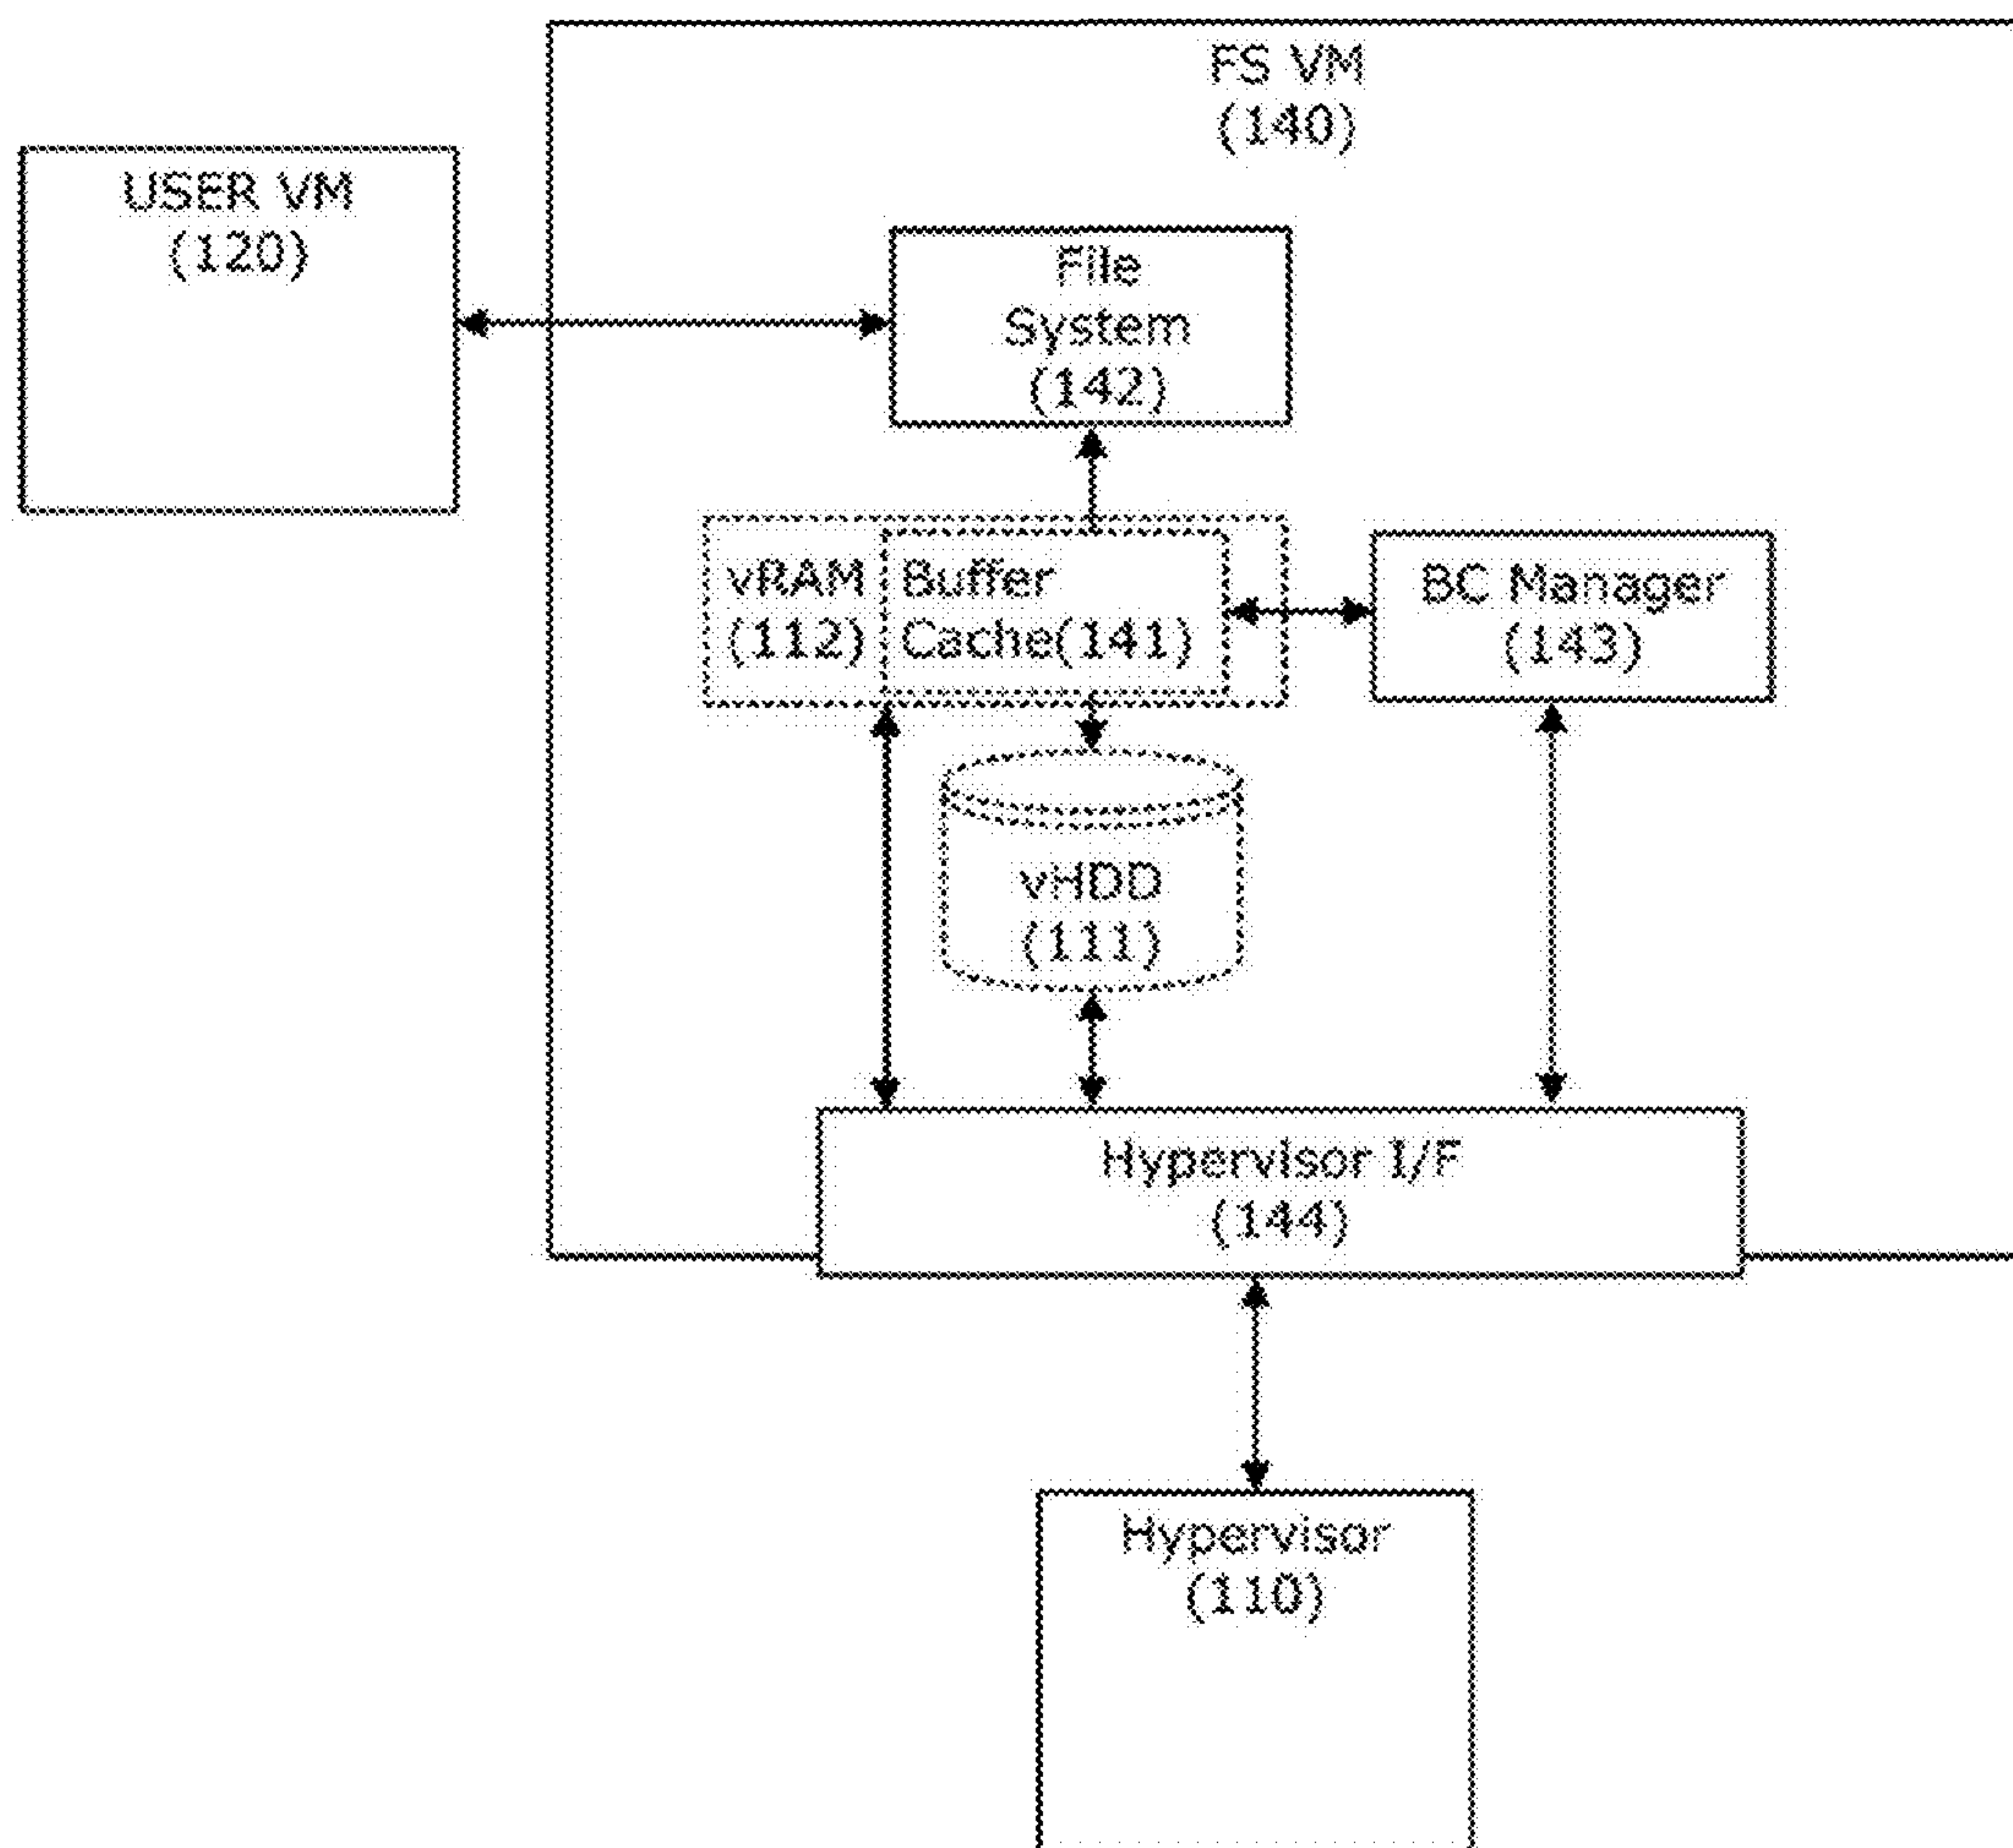 FS VM
(140)
USER VM
(120)
File
System
(142)
vRAM
(112)
Buffer
Cache(141)
BC Manager
(143)
vHDD
(111)
Hypervisor I/F
(144)
Hypervisor
(110)